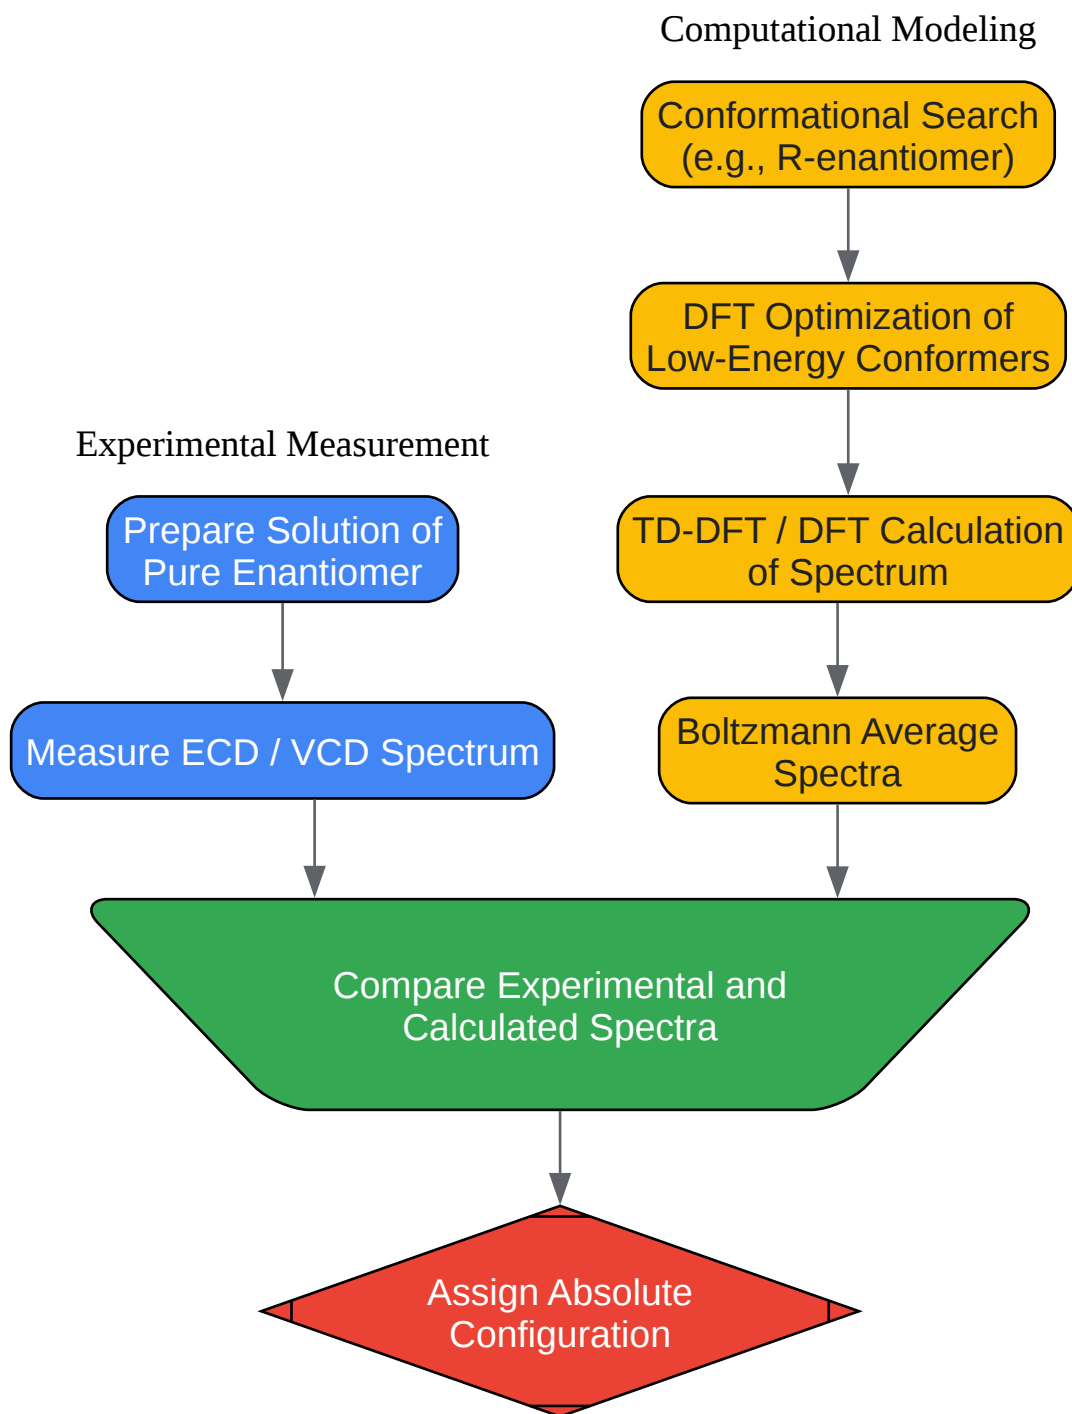 Computational Modeling
Conformational Search
(e.g., R-enantiomer)
DFT Optimization of
Low-Energy Conformers
Experimental Measurement
Prepare Solution of
Pure Enantiomer
TD-DFT / DFT Calculation
of Spectrum
Measure ECD / VCD Spectrum
Boltzmann Average
Spectra
Compare Experimental and
Calculated Spectra
Assign Absolute
Configuration